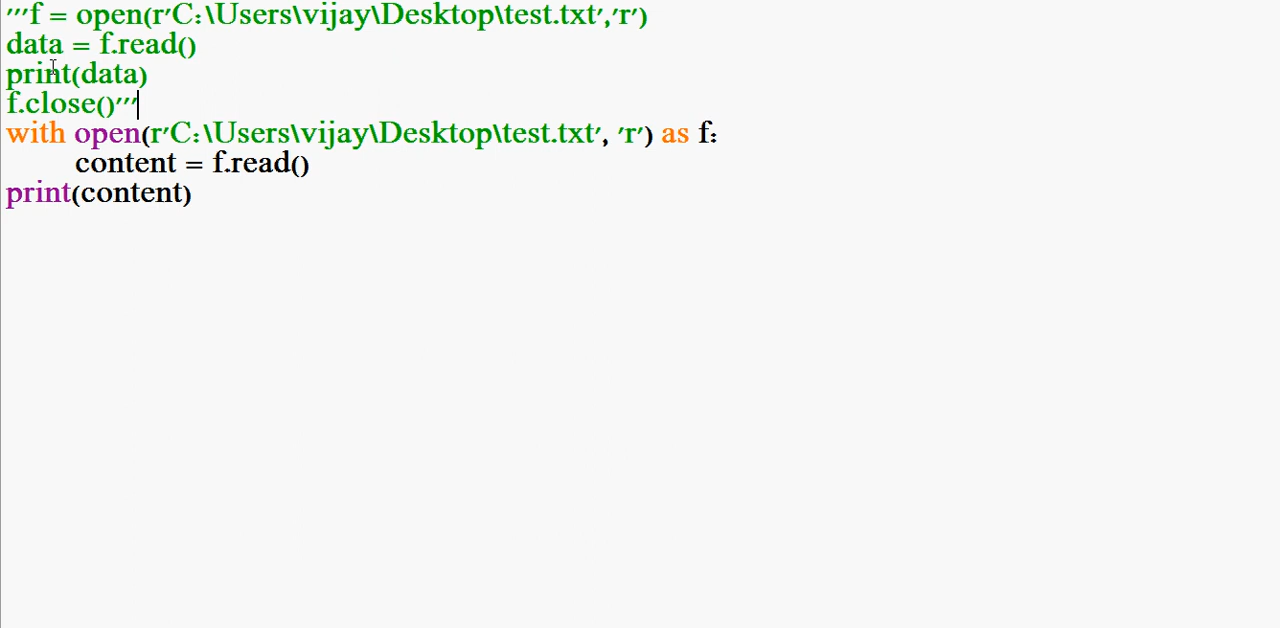 '''f = open(r'C:\Users\vijay\Desktop\test.txt','r')
data = f.read()
print(data)
f.close()'''
with open(r'C:\Users\vijay\Desktop\test.txt', 'r') as f:
        content = f.read()
print(content)